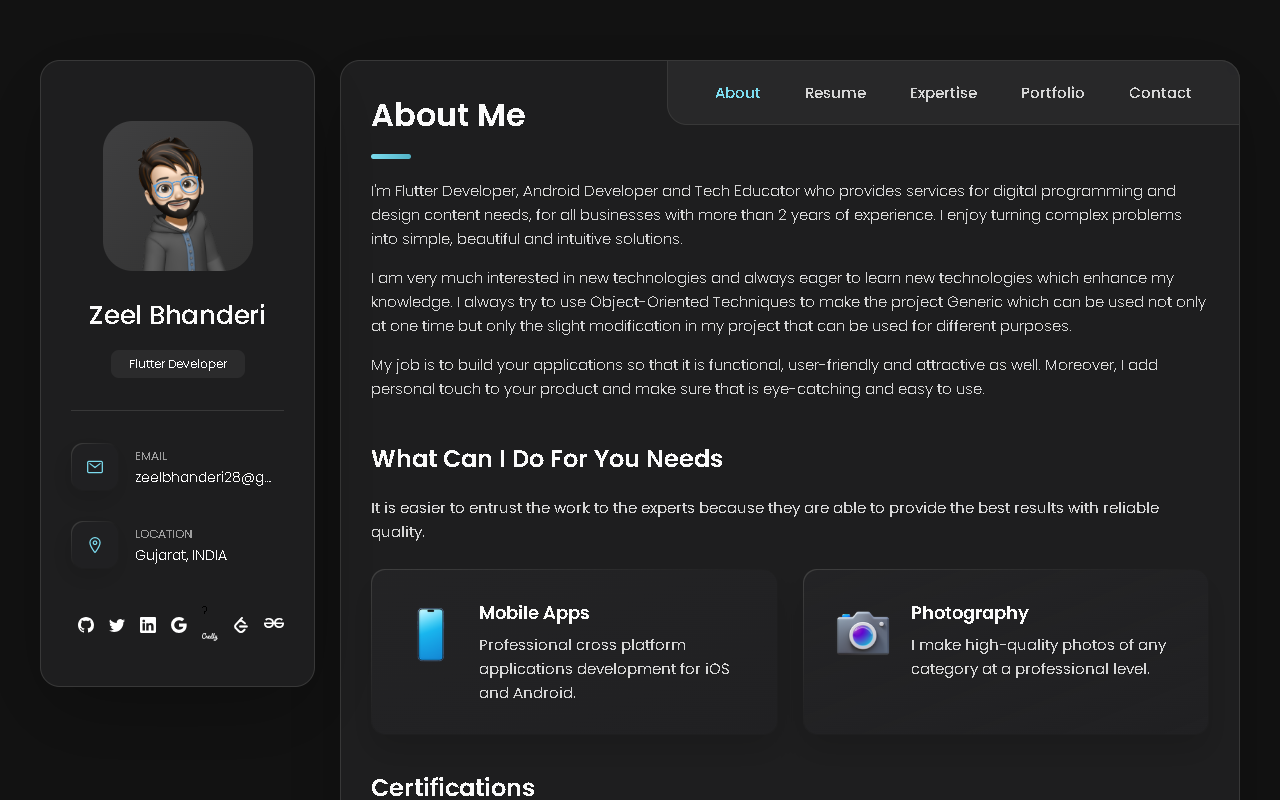 Zeel Bhanderi
Flutter Developer
EMAIL
zeelbhanderi28@g...
LOCATION
Gujarat, INDIA
?
About
Resume
Expertise
Portfolio
Contact
About Me
I'm Flutter Developer, Android Developer and Tech Educator who provides services for digital programming and
design content needs, for all businesses with more than 2 years of experience. I enjoy turning complex problems
into simple, beautiful and intuitive solutions.
I am very much interested in new technologies and always eager to learn new technologies which enhance my
knowledge. I always try to use Object-Oriented Techniques to make the project Generic which can be used not only
at one time but only the slight modification in my project that can be used for different purposes.
My job is to build your applications so that it is functional, user-friendly and attractive as well. Moreover, I add
personal touch to your product and make sure that is eye-catching and easy to use.
What Can I Do For You Needs
It is easier to entrust the work to the experts because they are able to provide the best results with reliable
quality.
Mobile Apps
Professional cross platform
applications development for iOS
and Android.
Photography
I make high-quality photos of any
category at a professional level.
Certifications